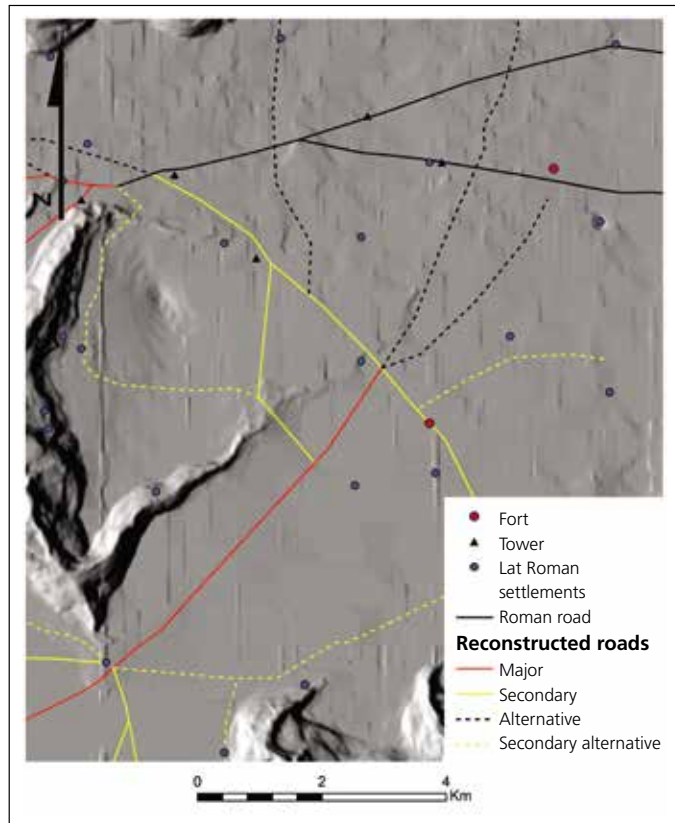 N
Fort
Tower
Lat Roman
settlements
Roman road
Reconstructed roads
Major
Secondary
Alternative
Secondary alternative
0 2 4
Km